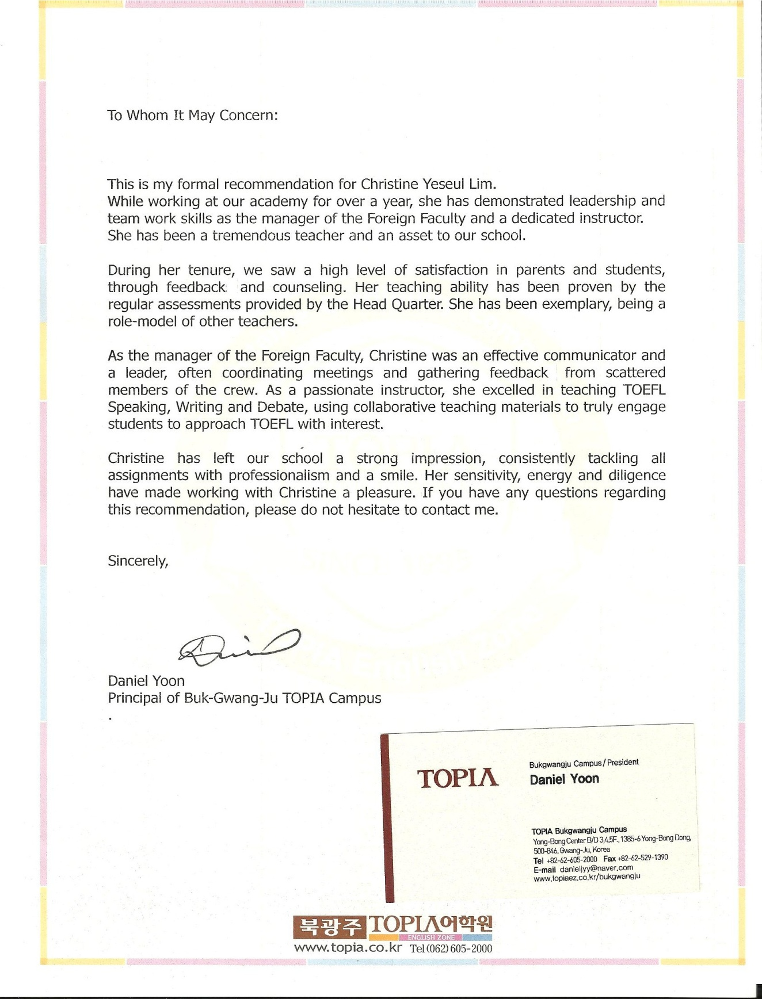 To Whom It May Concern:
This is my formal recommendation for Christine Yeseul Lim.
While working at our academy for over a year, she has demonstrated leadership and
team work skills as the manager of the Foreign Faculty and a dedicated instructor.
She has been a tremendous teacher and an asset to our school.
During her tenure, we saw a high level of satisfaction in parents and students,
through feedback and counseling. Her teaching ability has been proven by the
regular assessments provided by the Head Quarter. She has been exemplary, being a
role-model of other teachers.
As the manager of the Foreign Faculty, Christine was an effective communicator and
a leader, often coordinating meetings and gathering feedback from scattered
members of the crew. As a passionate instructor, she excelled in teaching TOEFL
Speaking, Writing and Debate, using collaborative teaching materials to truly engage
students to approach TOEFL with interest.
Christine has left our school a strong impression, consistently tackling all
assignments with professionalism and a smile. Her sensitivity, energy and diligence
have made working with Christine a pleasure. If you have any questions regarding
this recommendation, please do not hesitate to contact me.
Sincerely,
Daniel
Daniel Yoon
Principal of Buk-Gwang-Ju TOPIA Campus
.
TOPIA
Bukgwangju Campus/President
Daniel Yoon
TOPIA Bukgwangju Campus
Yong-Bong Center B/D 3,4,5F., 1385-6 Yong-Bong Dong,
500-846, Gwang-Ju, Korea
Tel +82-62-605-2000 Fax +82-62-529-1390
E-mail danieljyy@naver.com
www.topiaez.co.kr/bukgwangju
북광주 TOPIA어학원
ENGLISH ZONE
www.topia.co.kr Tel(062)605-2000